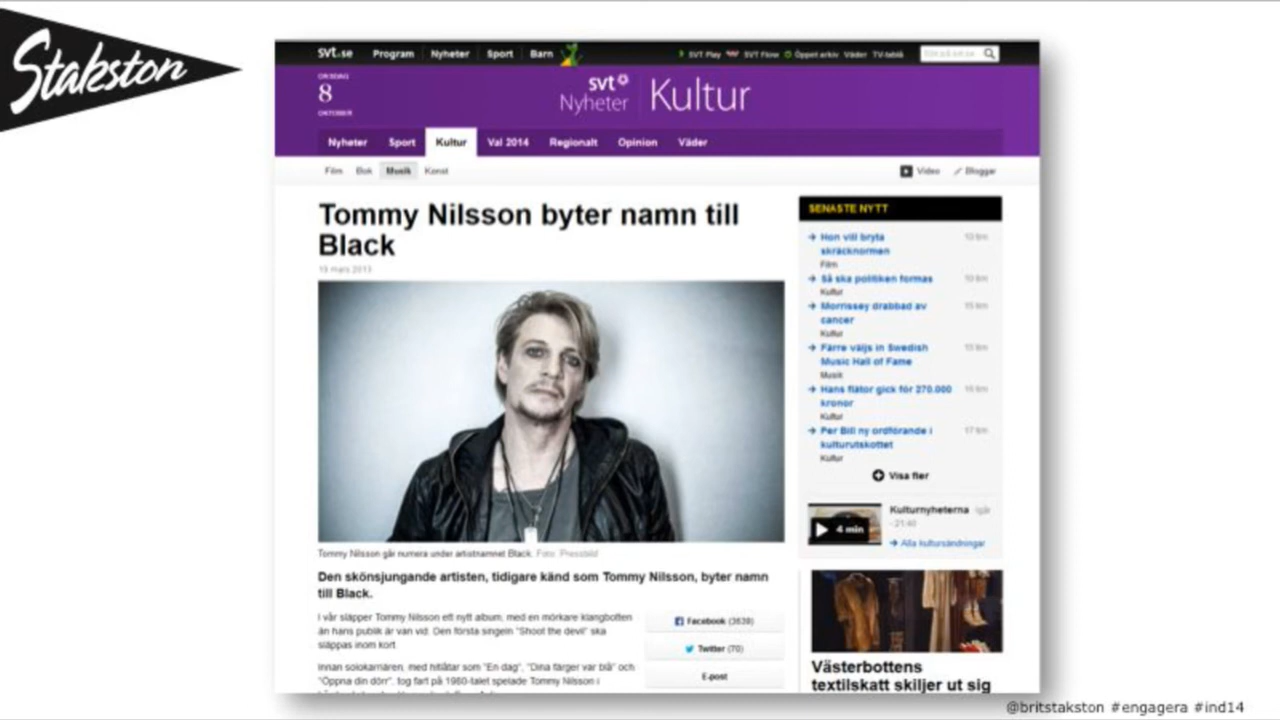 Stakston
svt.se Program Nyheter Sport Barn SVT Play SVT Flow Öppet arkiv Väder TV-tablå
ONSDAG
8
OKTOBER
svt
Nyheter
Kultur
Nyheter Sport Kultur Val 2014 Regionalt Opinion Väder
Film Bok Musik Konst Video Bloggar
Tommy Nilsson byter namn till
Black
19 mars 2013
Tommy Nilsson går numera under artistnamnet Black. Foto: Pressbild
Den skönsjungande artisten, tidigare känd som Tommy Nilsson, byter namn
till Black.
I vår släpper Tommy Nilsson ett nytt album, med en mörkare klangbotten
än hans publik är van vid. Den första singeln "Shoot the devil" ska
släppas inom kort
Innan solokarriären, med hitlåtar som "En dag", "Dina färger var blå" och
"Öppna din dörr", tog fart på 1980-talet spelade Tommy Nilsson i
Facebook (3639)
Twitter (70)
E-post
SENASTE NYTT
Hon vill bryta
skräcknormen
Film
Så ska politiken formas
Kultur
Morrissey drabbad av
cancer
Kultur
Färre väljs in i Swedish
Music Hall of Fame
Musik
Hans flätor gick för 270.000
kronor
Kultur
Per Bill ny ordförande i
kulturutskottet
Kultur
Visa fler
4 min
Kulturnyheterna igår
- 21:40
Alla kultursändningar
Västerbottens
textilskatt skiljer ut sig
@britstakston #engagera #ind14